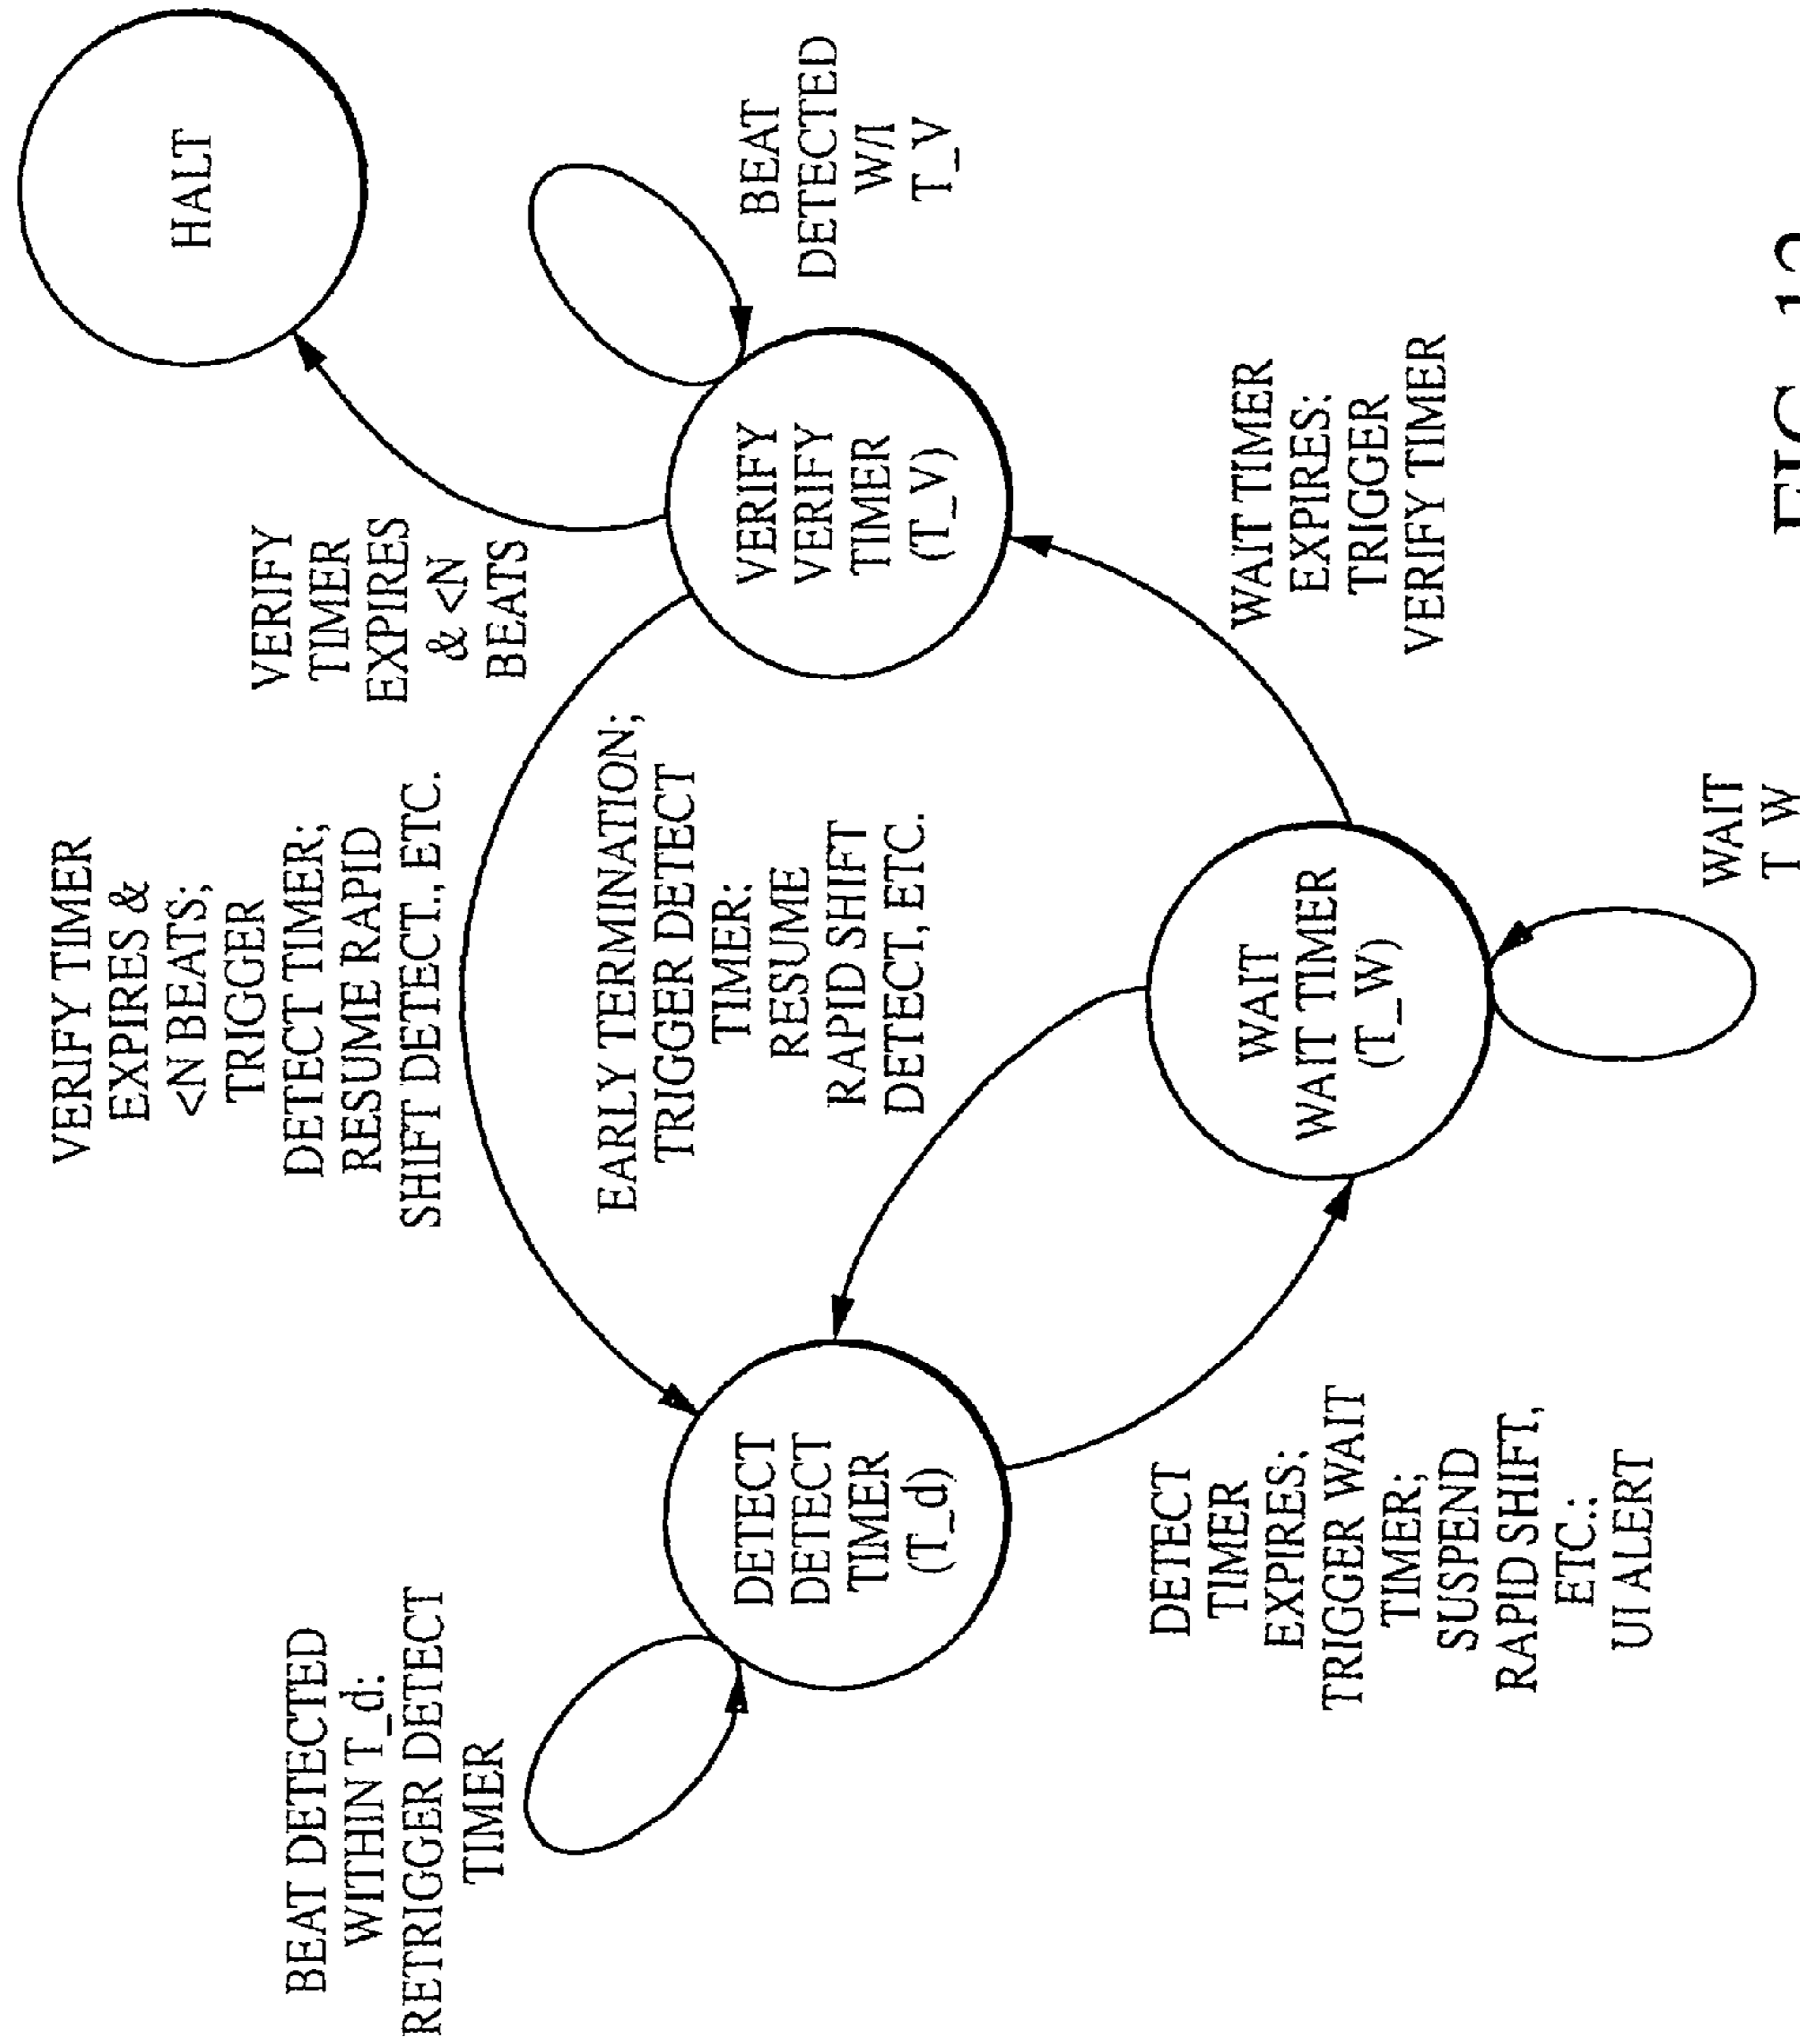 HALT
VERIFY TIMER
EXPIRES &
<N BEATS;
TRIGGER
DETECT TIMER;
RESUME RAPID
SHIFT DETECT., ETC.
VERIFY
TIMER
EXPIRES
& <N
BEATS
BEAT
DETECTED
W/I
T_V
BEAT DETECTED
WITHIN T_d:
RETRIGGER DETECT
TIMER
EARLY TERMINATION;
TRIGGER DETECT
TIMER:
RESUME
RAPID SHIFT
DETECT, ETC.
DETECT
DETECT
TIMER
(T_d)
VERIFY
VERIFY
TIMER
(T_V)
DETECT
TIMER
EXPIRES:
TRIGGER WAIT
TIMER;
SUSPEND
RAPID SHIFT,
ETC.:
UI ALERT
WAIT
WAIT TIMER
(T_W)
WAIT TIMER
EXPIRES:
TRIGGER
VERIFY TIMER
WAIT
T_W
FIG.